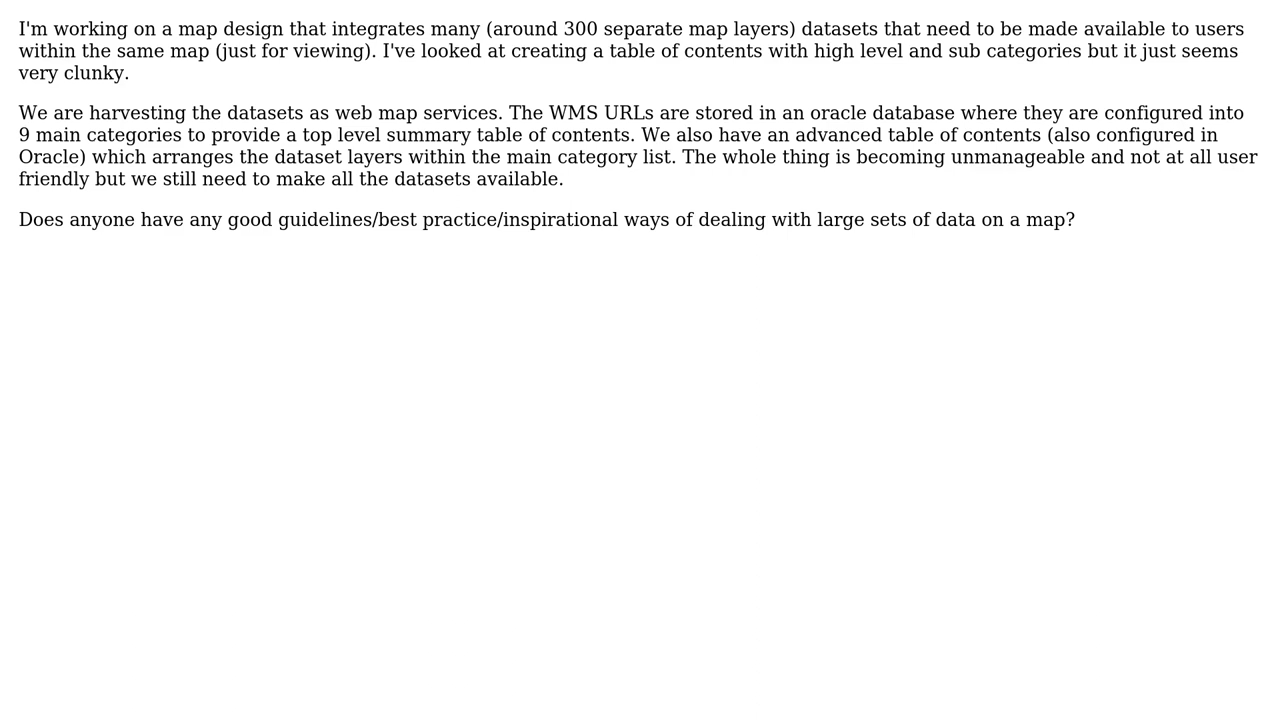 I'm working on a map design that integrates many (around 300 separate map layers) datasets that need to be made available to users
within the same map (just for viewing). I've looked at creating a table of contents with high level and sub categories but it just seems
very clunky.
We are harvesting the datasets as web map services. The WMS URLs are stored in an oracle database where they are configured into
9 main categories to provide a top level summary table of contents. We also have an advanced table of contents (also configured in
Oracle) which arranges the dataset layers within the main category list. The whole thing is becoming unmanageable and not at all user
friendly but we still need to make all the datasets available.
Does anyone have any good guidelines/best practice/inspirational ways of dealing with large sets of data on a map?